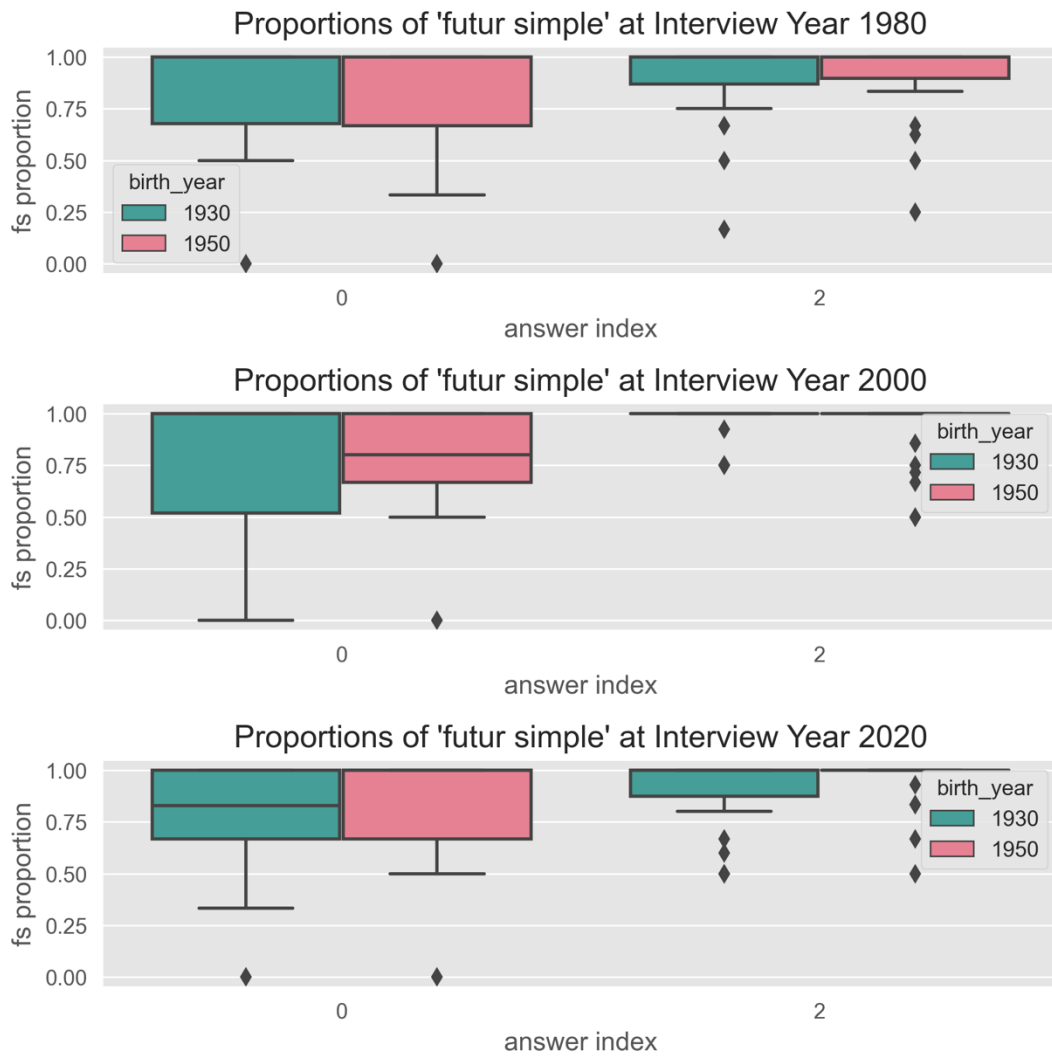 Proportions of 'futur simple' at Interview Year 1980
fs proportion
1.00
0.75
0.50
0.25
0.00
birth_year
1930
1950
0
2
answer index
Proportions of 'futur simple' at Interview Year 2000
fs proportion
1.00
0.75
0.50
0.25
0.00
birth_year
1930
1950
0
2
answer index
Proportions of 'futur simple' at Interview Year 2020
fs proportion
1.00
0.75
0.50
0.25
0.00
birth_year
1930
1950
0
2
answer index